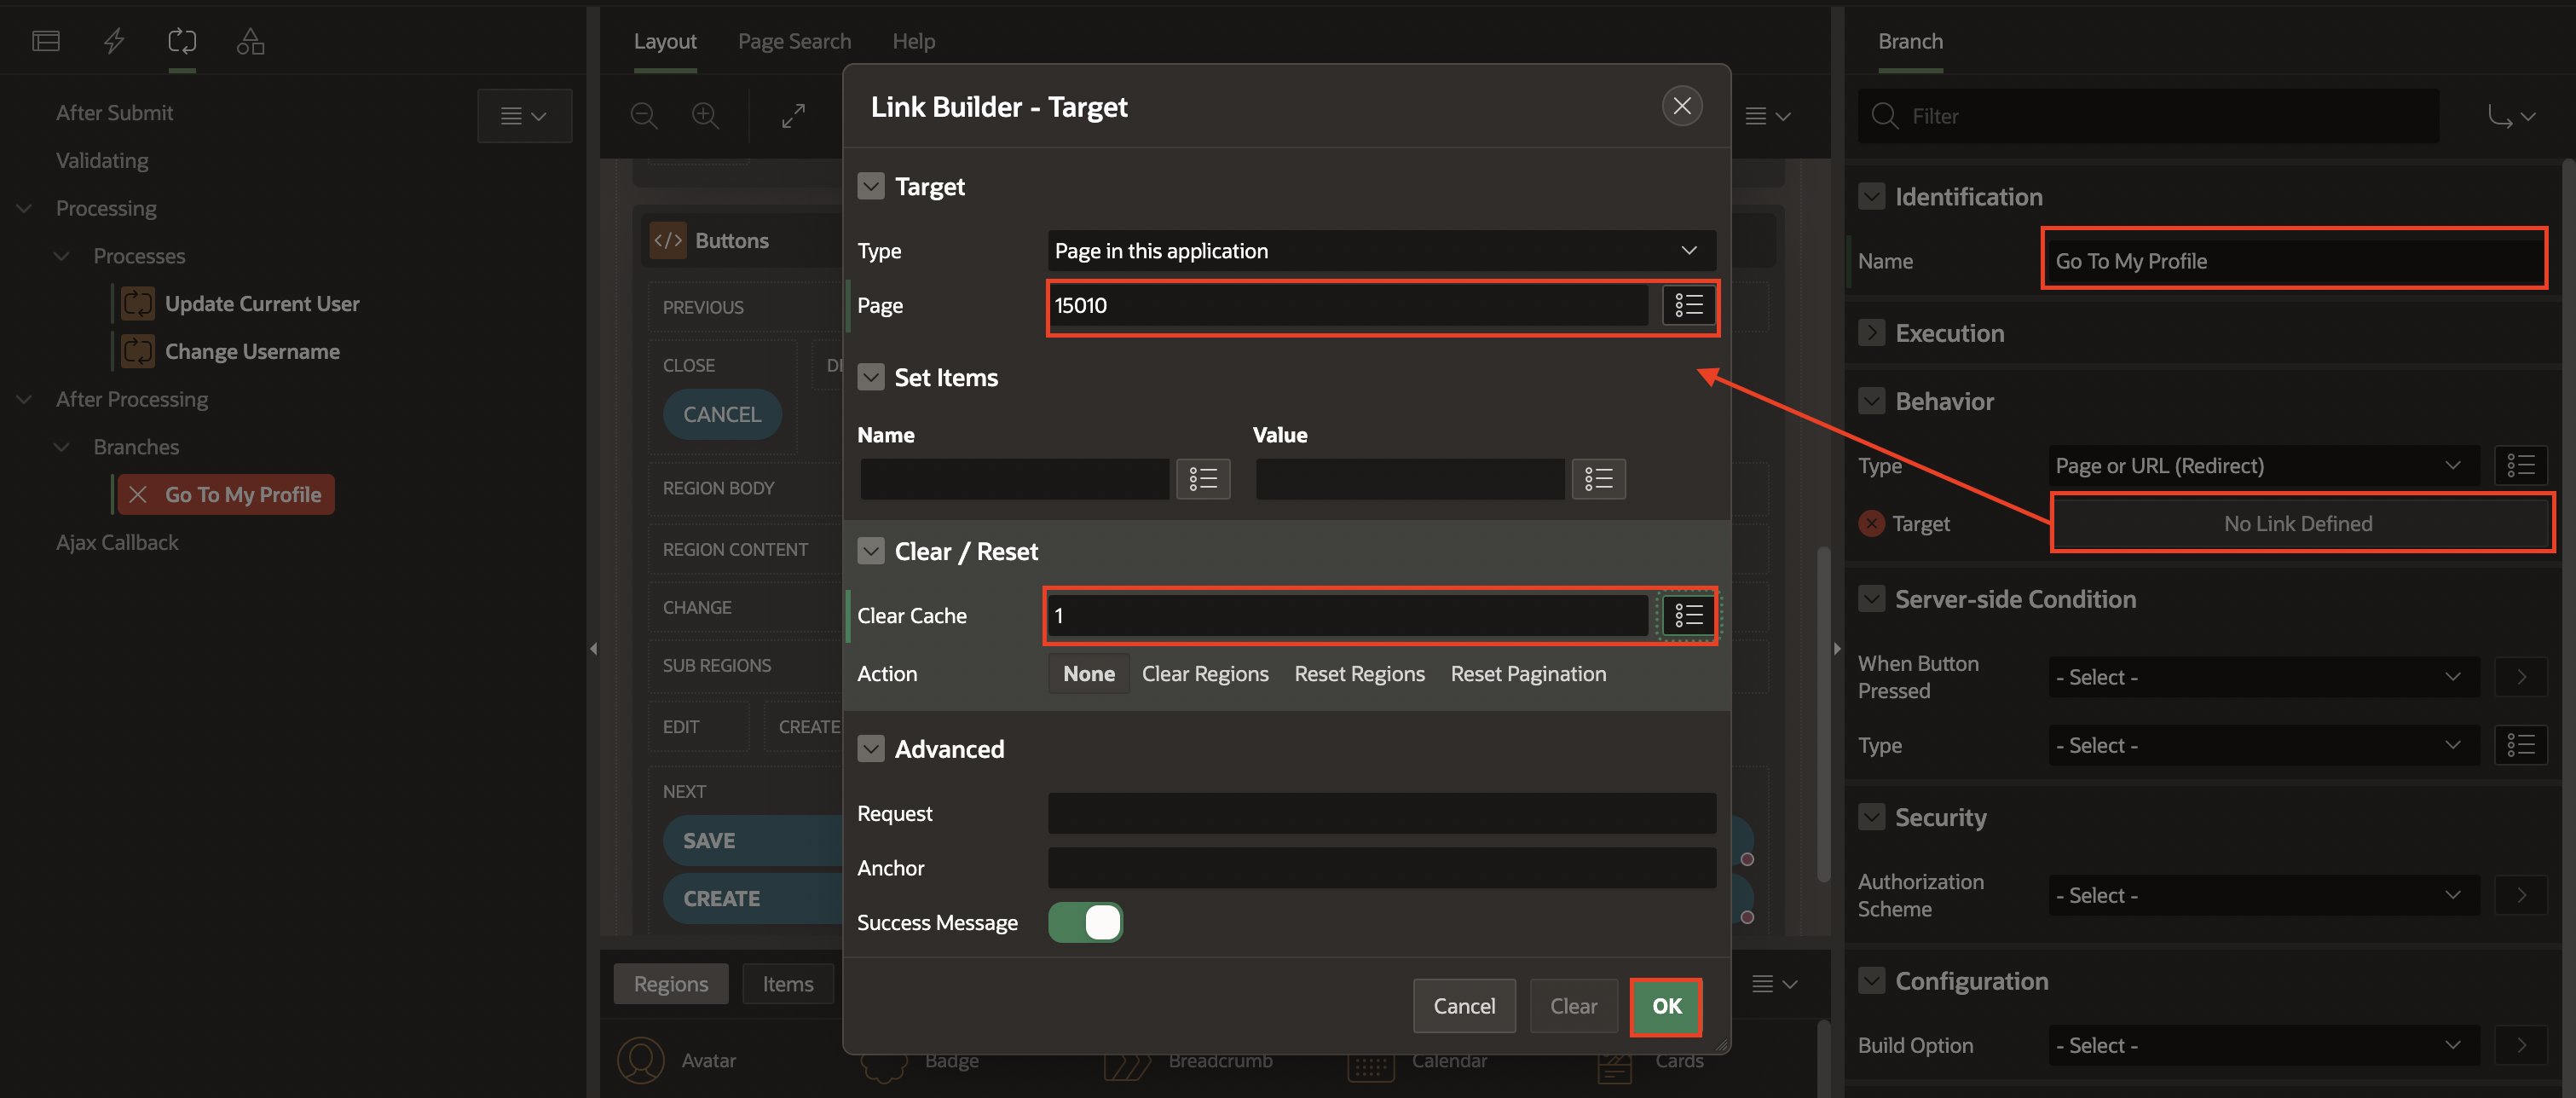 After Submit
Validating
Processing
Processes
Update Current User
Change Username
After Processing
Branches
Go To My Profile
Ajax Callback
Layout
Page Search
Help
</> Buttons
PREVIOUS
CLOSE
CANCEL
REGION BODY
REGION CONTENT
CHANGE
SUB REGIONS
EDIT
CREATE
NEXT
SAVE
CREATE
Regions
Items
Avatar
Badge
Breadcrumb
Calendar
Cards
Link Builder - Target
Target
Type
Page in this application
Page
15010
Set Items
Name
Value
Clear / Reset
Clear Cache
1
Action
None
Clear Regions
Reset Regions
Reset Pagination
Advanced
Request
Anchor
Success Message
Cancel
Clear
OK
Branch
Filter
Identification
Name
Go To My Profile
Execution
Behavior
Type
Page or URL (Redirect)
Target
No Link Defined
Server-side Condition
When Button
Pressed
- Select -
Type
- Select -
Security
Authorization
Scheme
- Select -
Configuration
Build Option
- Select -